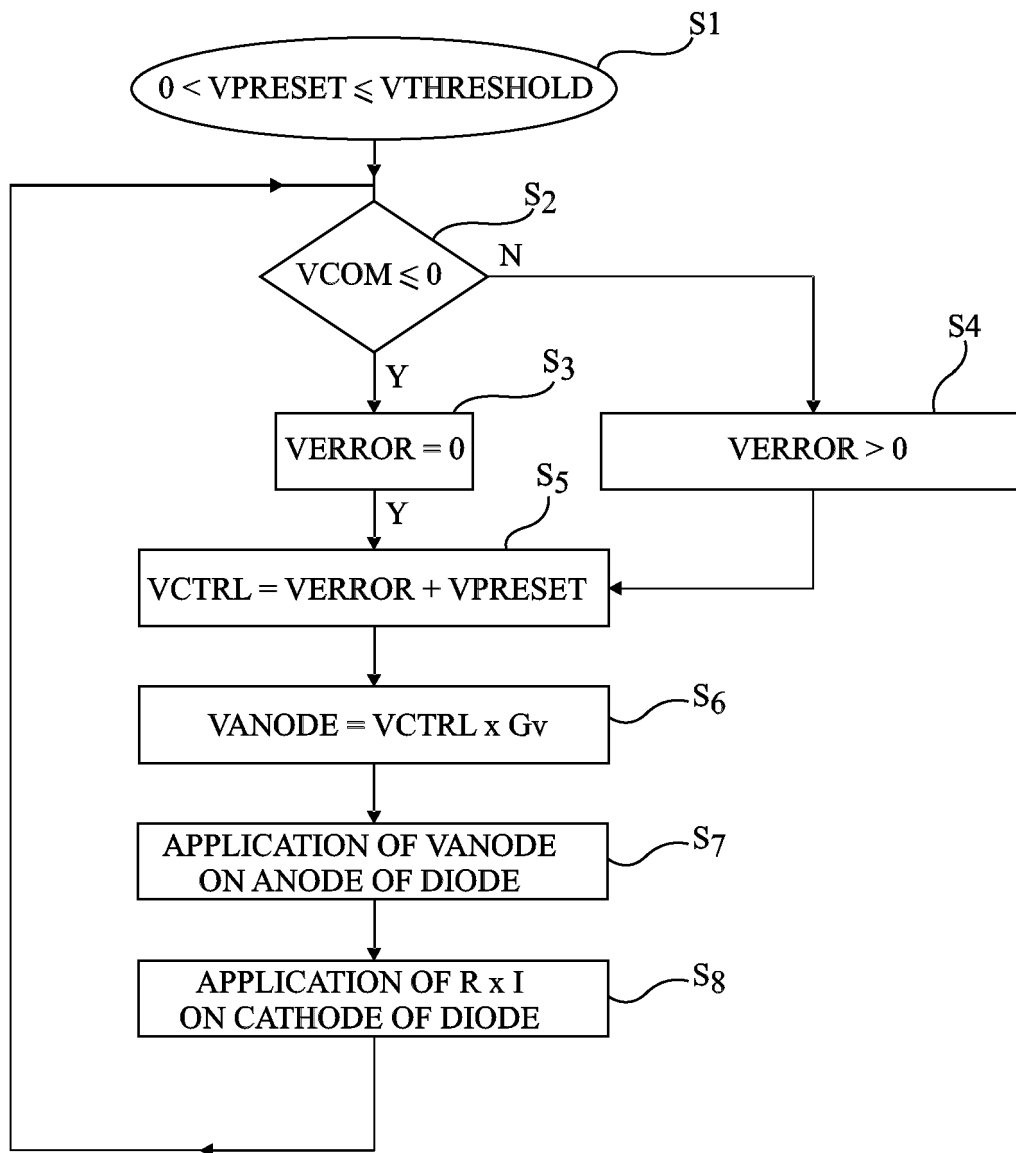 S1
0 < VPRESET ⩽ VTHRESHOLD
S2
VCOM ⩽ 0
N
S4
Y
S3
VERROR = 0
VERROR > 0
S5
Y
VCTRL = VERROR + VPRESET
S6
VANODE = VCTRL x Gv
S7
APPLICATION OF VANODE
ON ANODE OF DIODE
S8
APPLICATION OF R x I
ON CATHODE OF DIODE